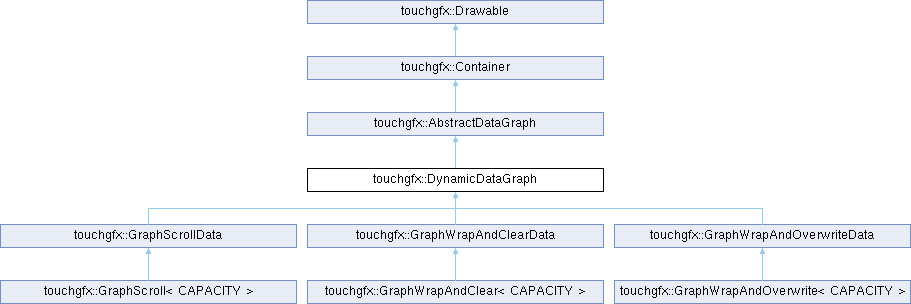 touchgfx::Drawable
touchgfx::Container
touchgfx::AbstractDataGraph
touchgfx::DynamicDataGraph
touchgfx::GraphScrollData
touchgfx::GraphWrapAndClearData
touchgfx::GraphWrapAndOverwriteData
touchgfx::GraphScroll< CAPACITY >
touchgfx::GraphWrapAndClear< CAPACITY >
touchgfx::GraphWrapAndOverwrite< CAPACITY >